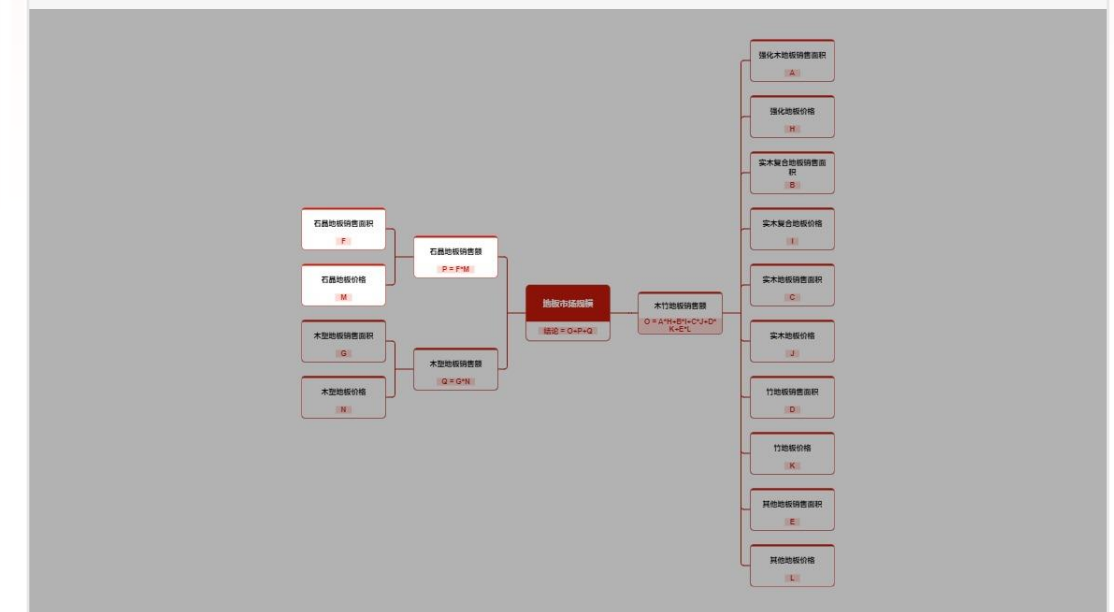 强化木地板销售面积
A
强化地板价格
H
实木复合地板销售面
积
B
实木复合地板价格
I
实木地板销售面积
C
实木地板价格
J
竹地板销售面积
D
竹地板价格
K
其他地板销售面积
E
其他地板价格
L
木竹地板销售额
O = A*H+B*I+C*J+D*
K+E*L
地板市场规模
结论 = O+P+Q
石晶地板销售额
P = F*M
石晶地板销售面积
F
石晶地板价格
M
木塑地板销售额
Q = G*N
木塑地板销售面积
G
木塑地板价格
N